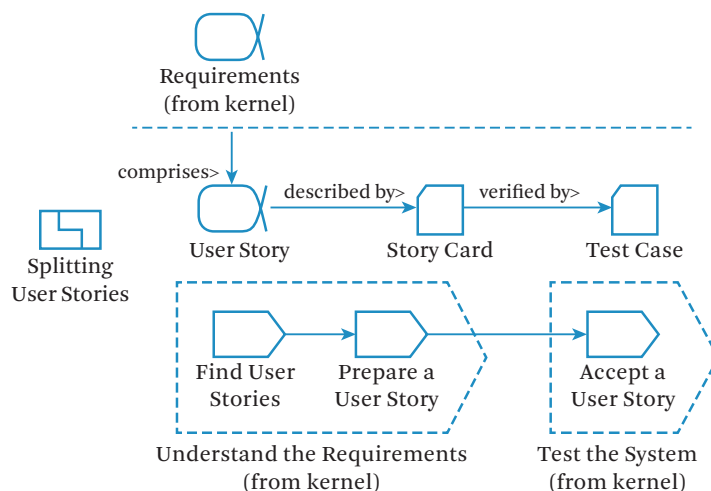 Requirements
(from kernel)
comprises>
described by>
verified by>
User Story
Story Card
Test Case
Splitting
User Stories
Find User
Stories
Prepare a
User Story
Accept a
User Story
Understand the Requirements
(from kernel)
Test the System
(from kernel)